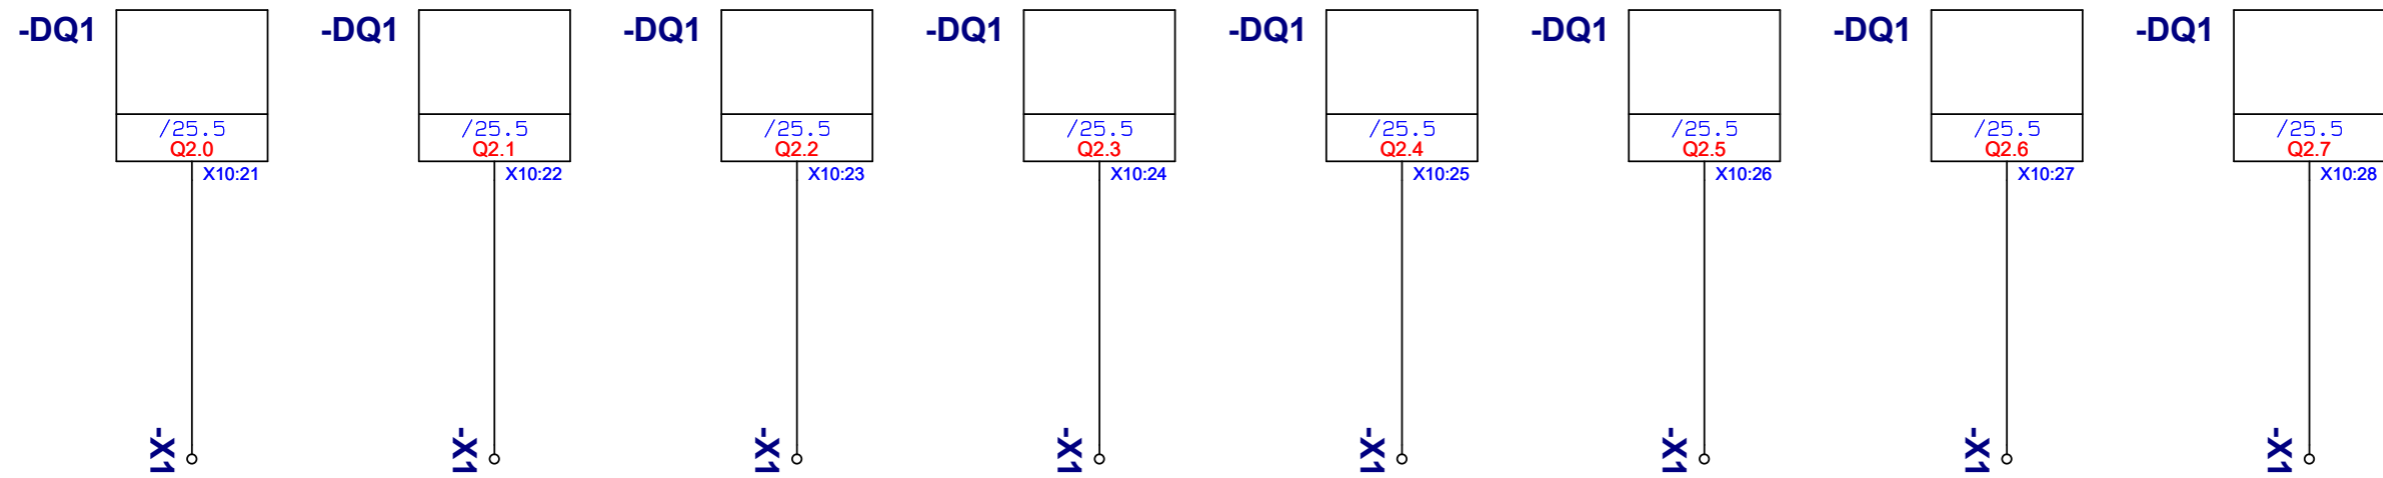 -DQ1 -DQ1 -DQ1 -DQ1 -DQ1 -DQ1 -DQ1 -DQ1
/25.5 /25.5 /25.5 /25.5 /25.5 /25.5 /25.5 /25.5
Q2.0 Q2.1 Q2.2 Q2.3 Q2.4 Q2.5 Q2.6 Q2.7
X10:21 X10:22 X10:23 X10:24 X10:25 X10:26 X10:27 X10:28
-X1 -X1 -X1 -X1 -X1 -X1 -X1 -X1